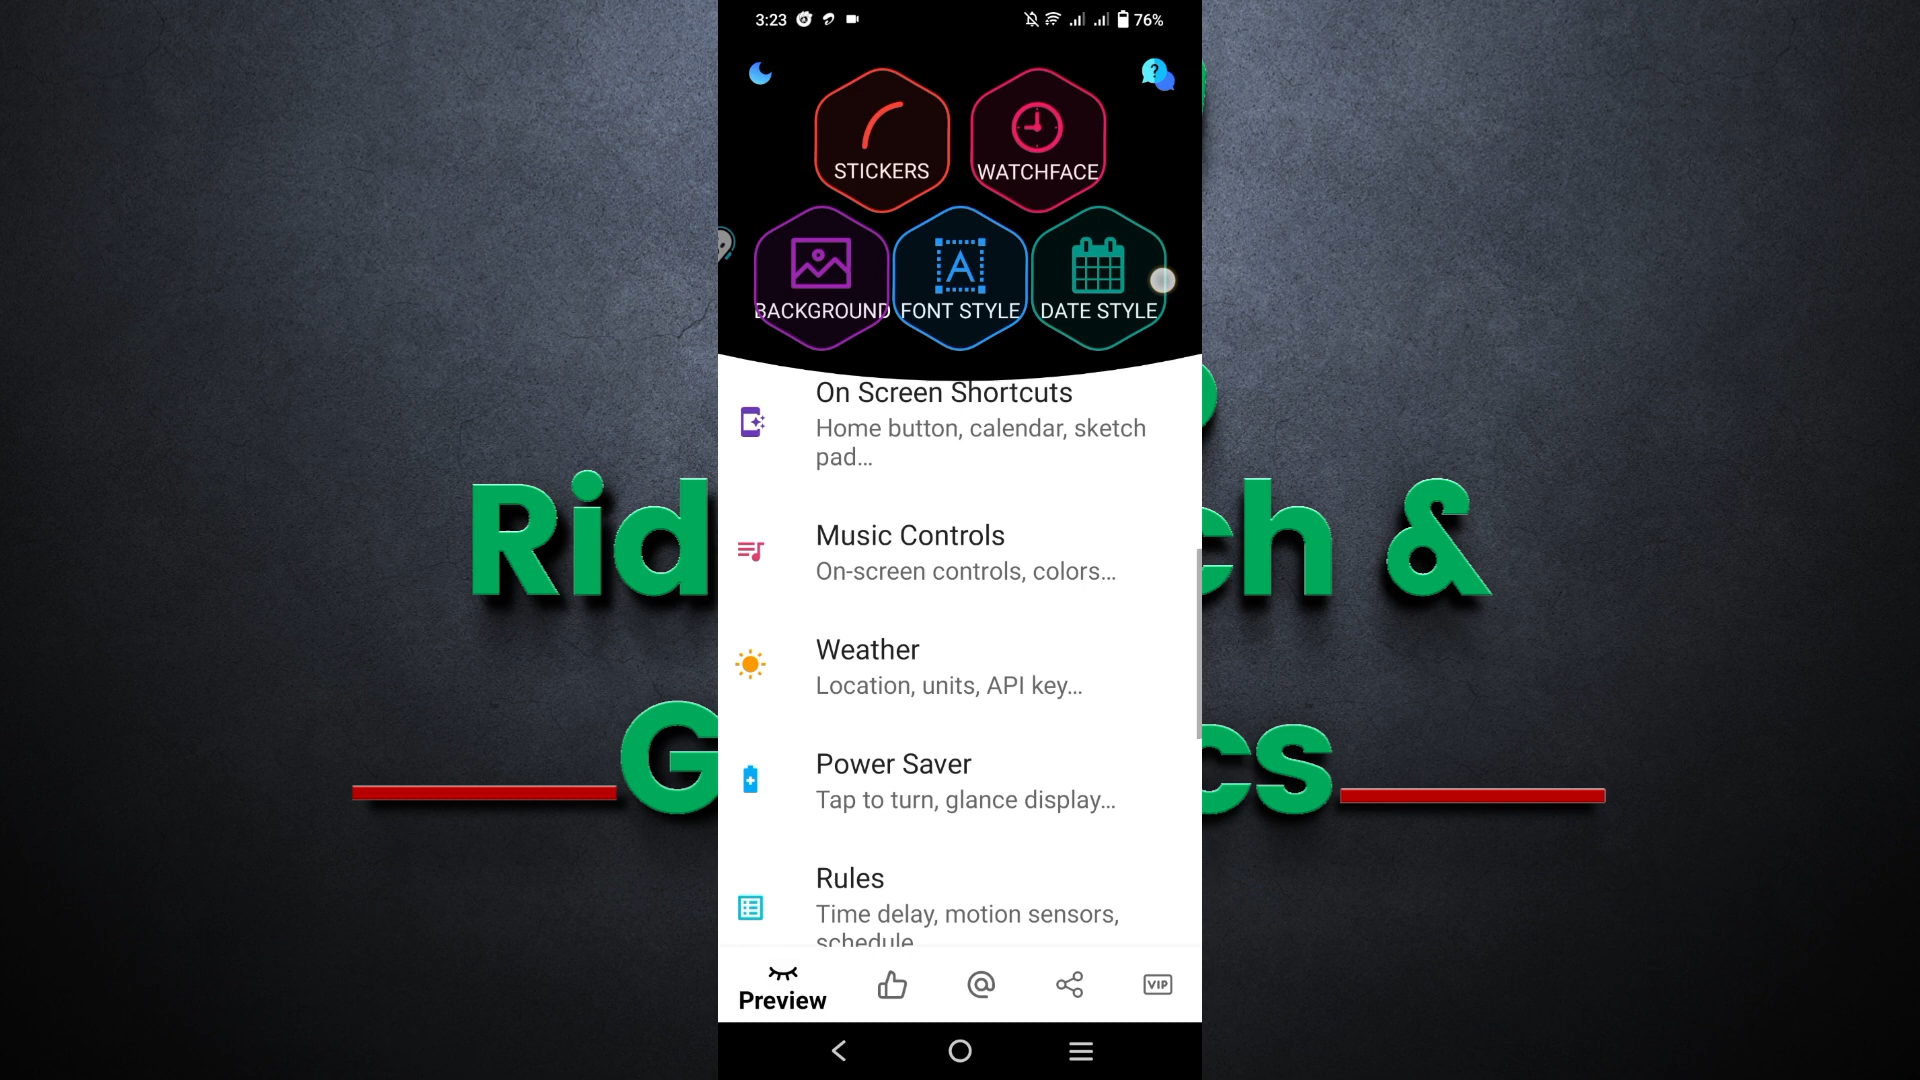 3:23
76%
?
STICKERS
WATCHFACE
BACKGROUND
FONT STYLE
DATE STYLE
On Screen Shortcuts
Home button, calendar, sketch
pad...
Music Controls
On-screen controls, colors...
Rid ch &
Weather
Location, units, API key...
G cs
Power Saver
Tap to turn, glance display...
Rules
Time delay, motion sensors,
schedule
Preview
VIP